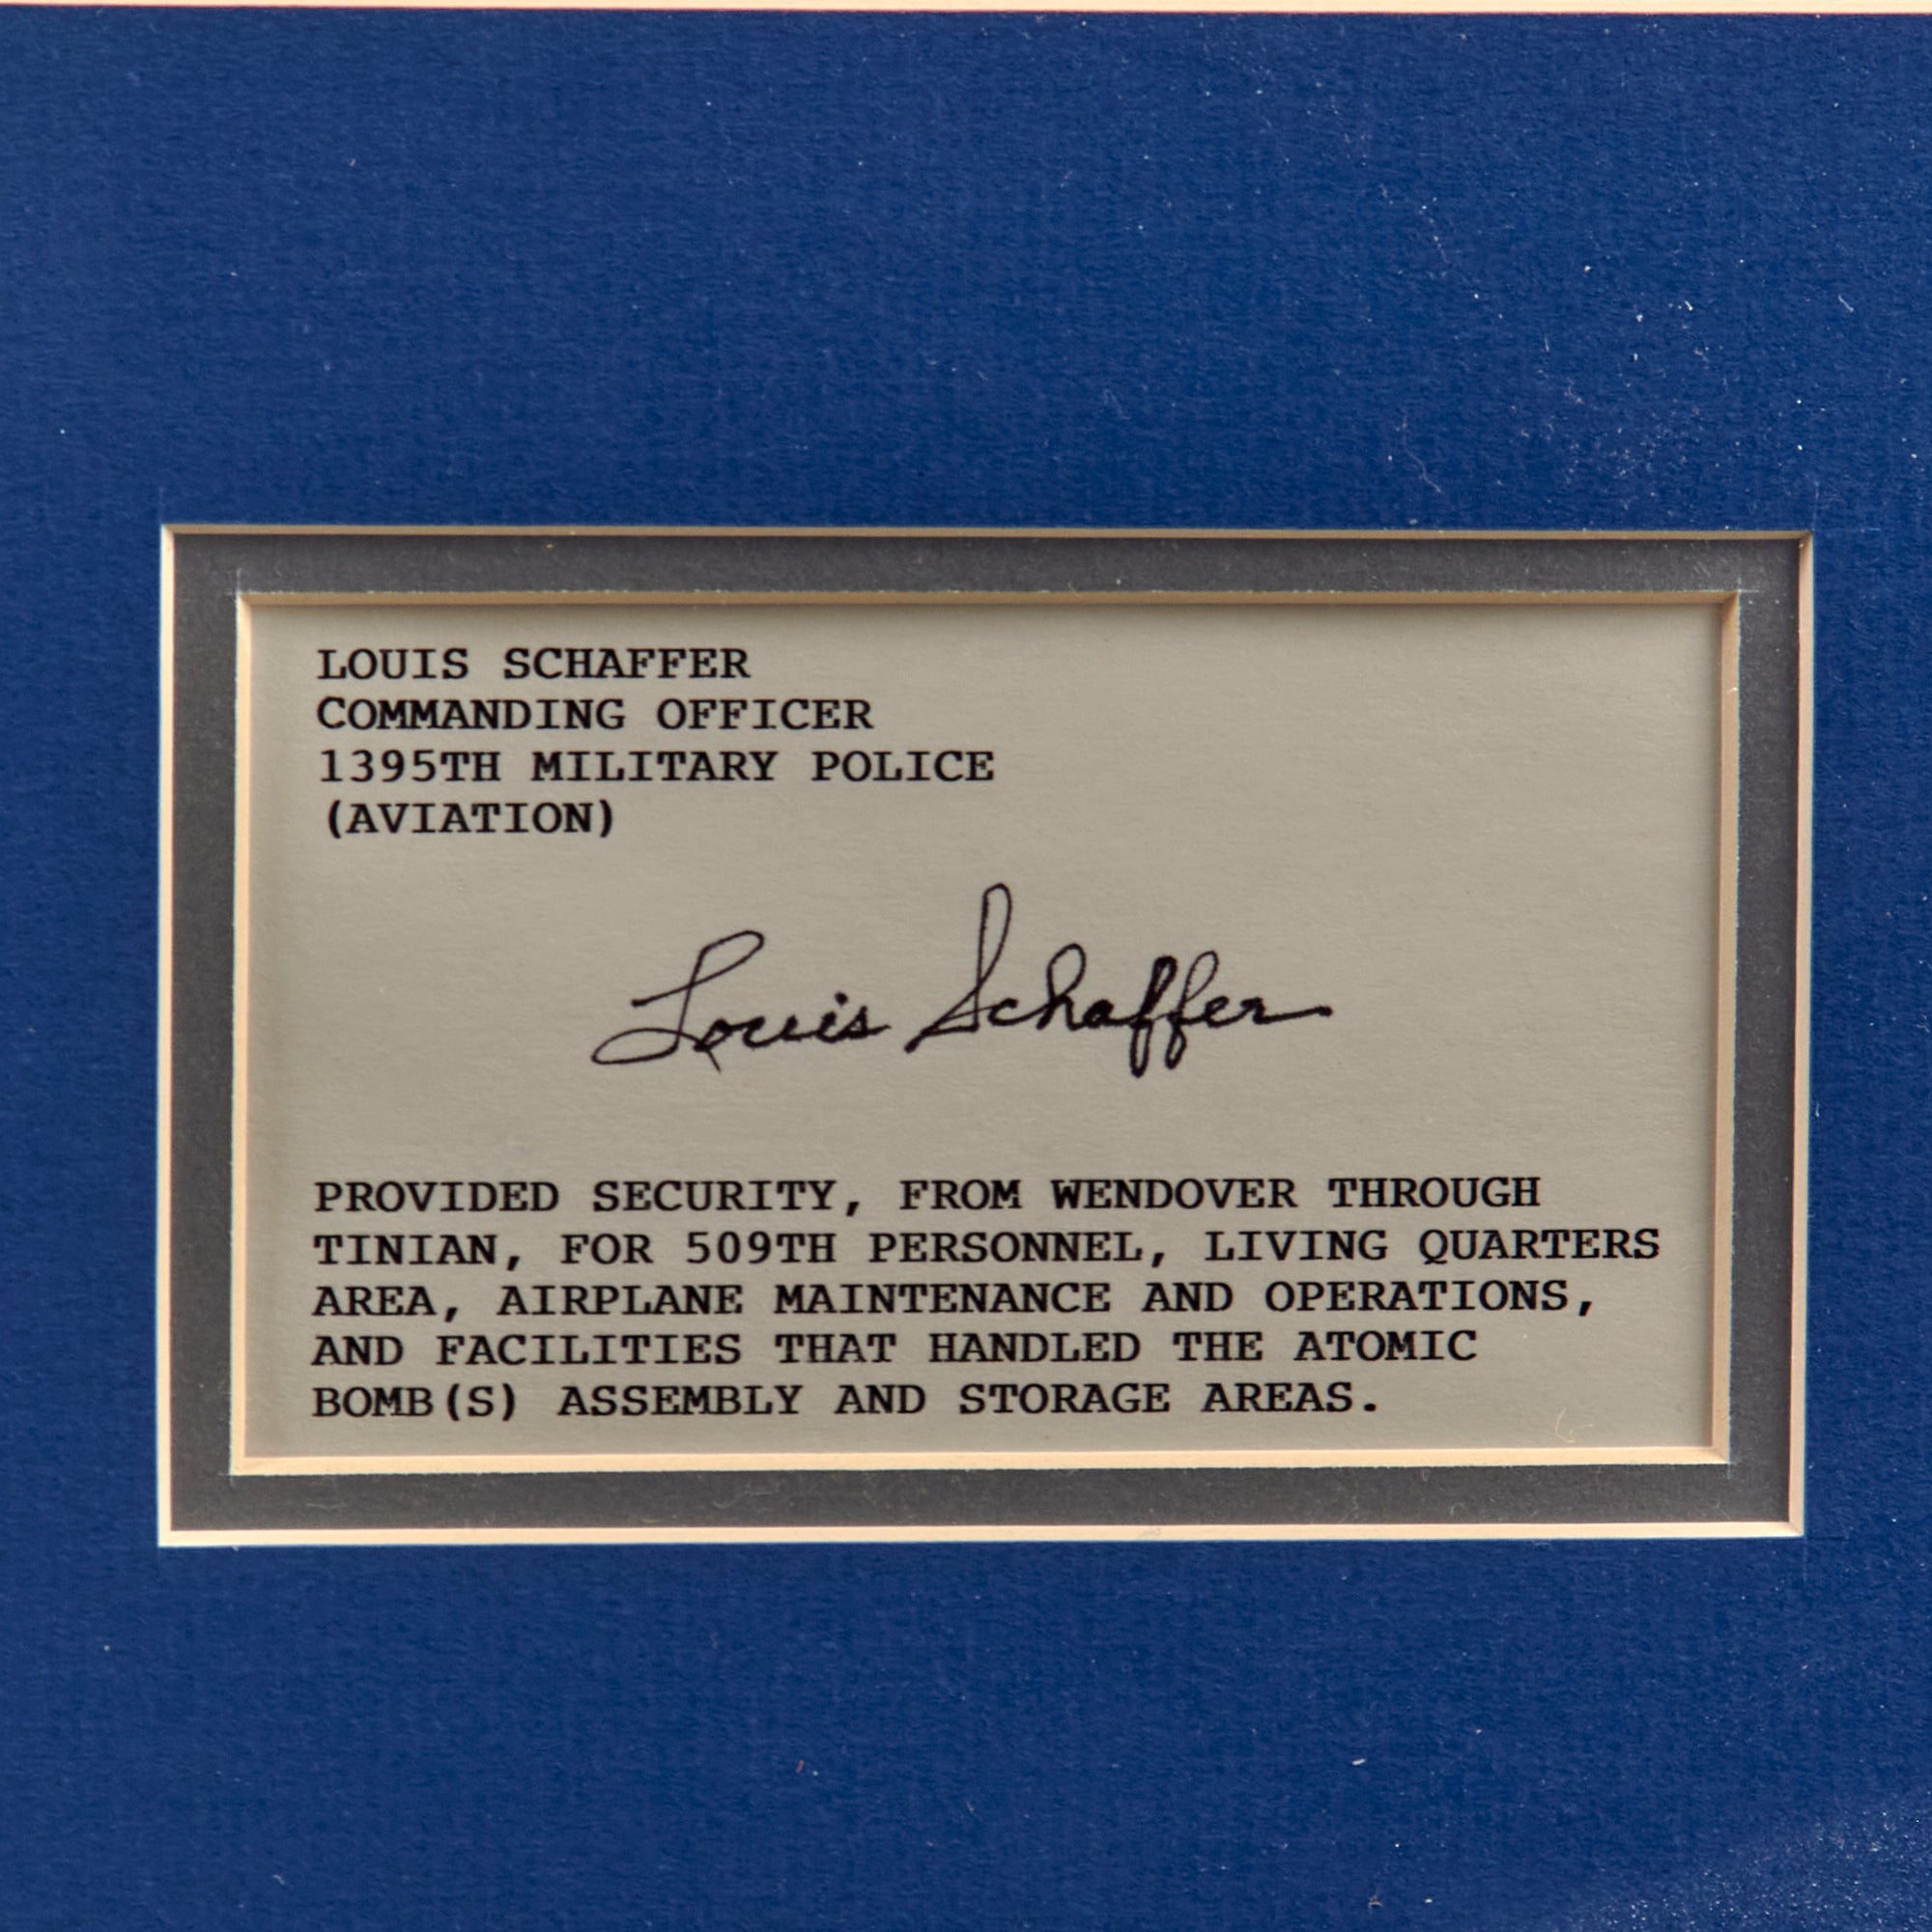 LOUIS SCHAFFER
COMMANDING OFFICER
1395TH MILITARY POLICE
(AVIATION)
Louis Schaffer
PROVIDED SECURITY, FROM WENDOVER THROUGH
TINIAN, FOR 509TH PERSONNEL, LIVING QUARTERS
AREA, AIRPLANE MAINTENANCE AND OPERATIONS,
AND FACILITIES THAT HANDLED THE ATOMIC
BOMB(S) ASSEMBLY AND STORAGE AREAS.